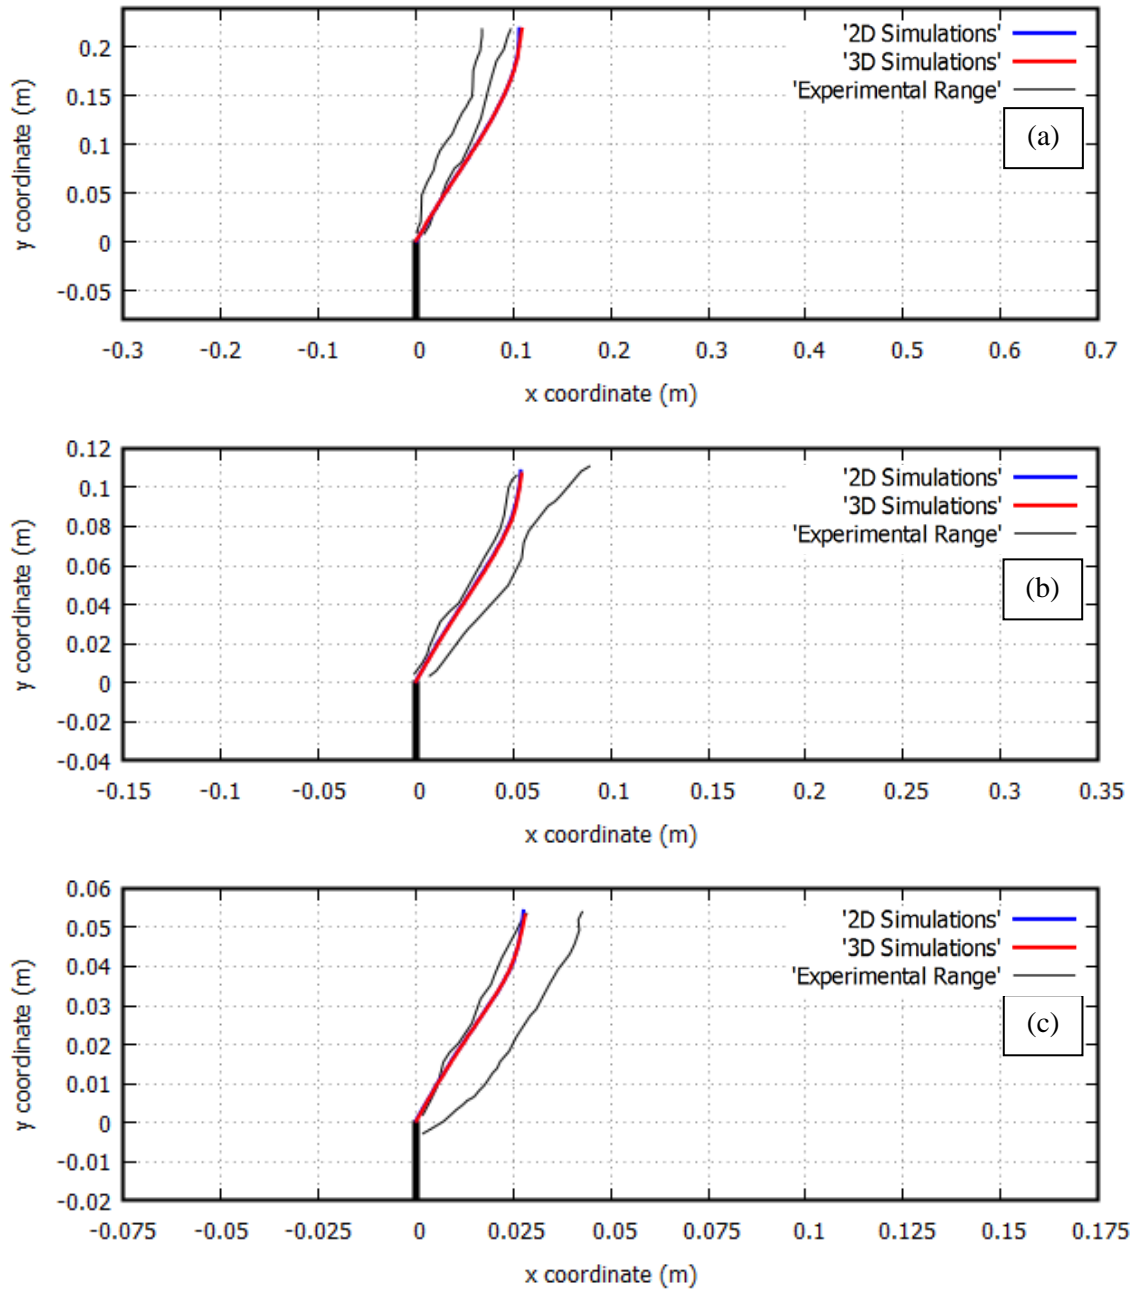 '2D Simulations'
'3D Simulations'
'Experimental Range'
(a)
0.2
0.15
0.1
0.05
0
-0.05
y coordinate (m)
-0.3 -0.2 -0.1 0 0.1 0.2 0.3 0.4 0.5 0.6 0.7
x coordinate (m)
'2D Simulations'
'3D Simulations'
'Experimental Range'
(b)
0.12
0.1
0.08
0.06
0.04
0.02
0
-0.02
-0.04
y coordinate (m)
-0.15 -0.1 -0.05 0 0.05 0.1 0.15 0.2 0.25 0.3 0.35
x coordinate (m)
'2D Simulations'
'3D Simulations'
'Experimental Range'
(c)
0.06
0.05
0.04
0.03
0.02
0.01
0
-0.01
-0.02
y coordinate (m)
-0.075 -0.05 -0.025 0 0.025 0.05 0.075 0.1 0.125 0.15 0.175
x coordinate (m)